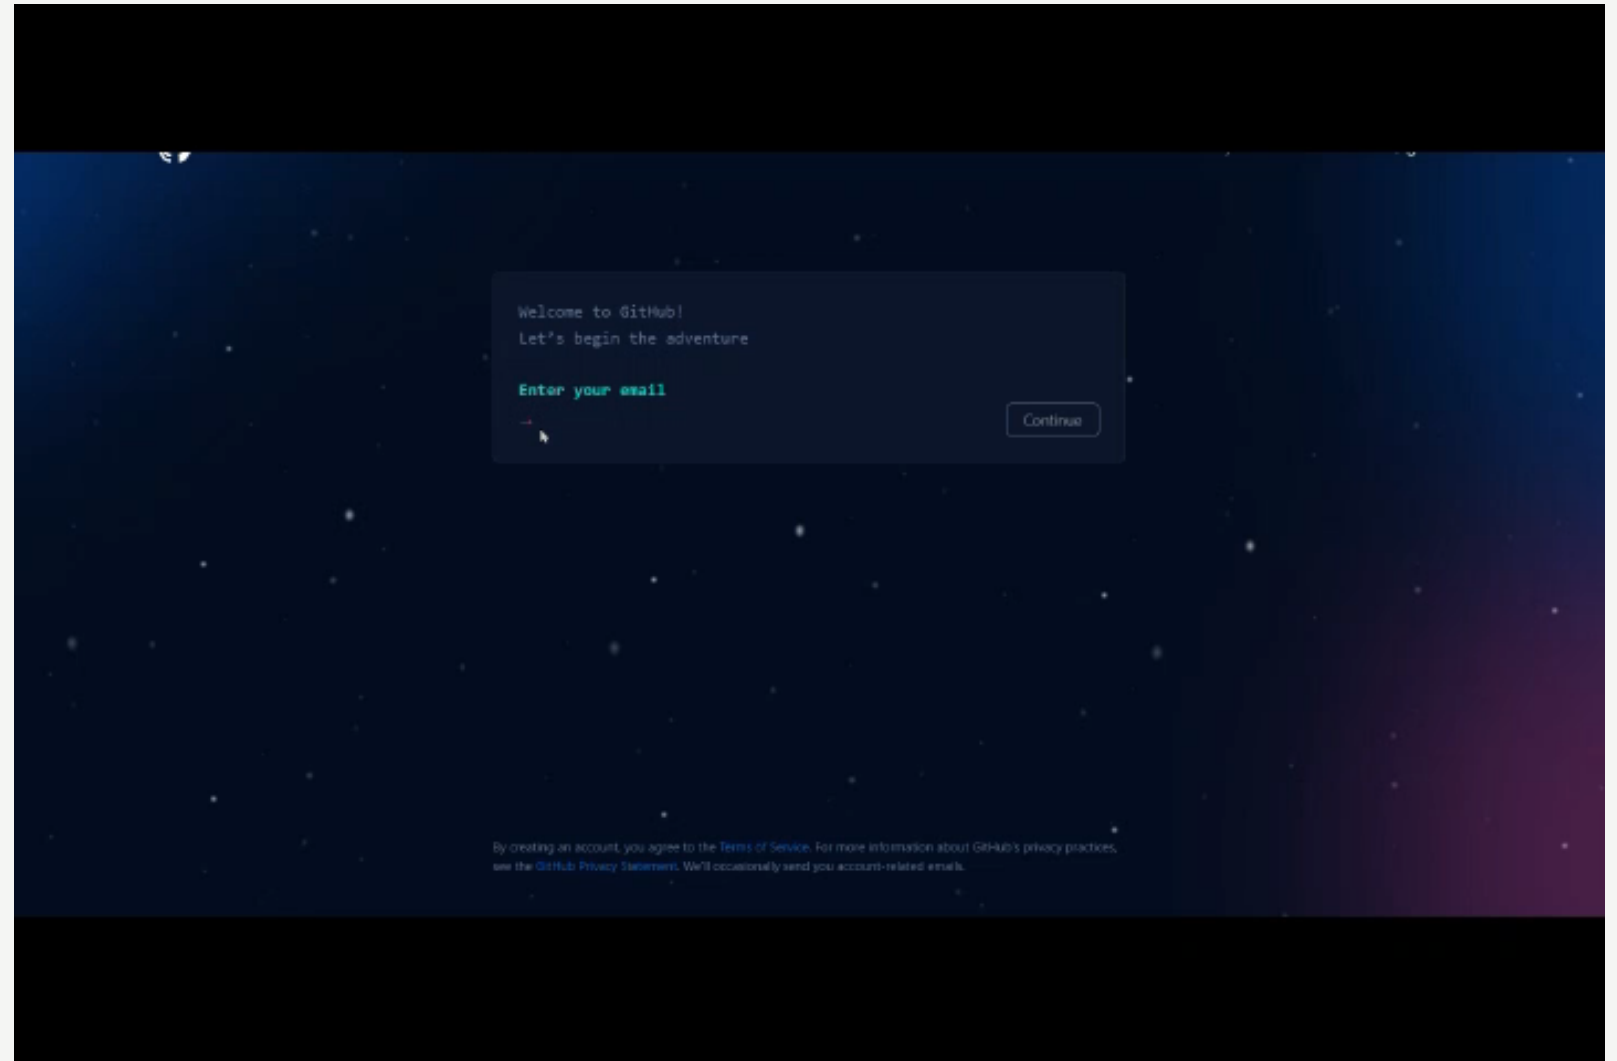 Welcome to GitHub!
Let's begin the adventure
Enter your email
→
Continue
By creating an account, you agree to the Terms of Service. For more information about GitHub's privacy practices,
see the GitHub Privacy Statement. We'll occasionally send you account-related emails.